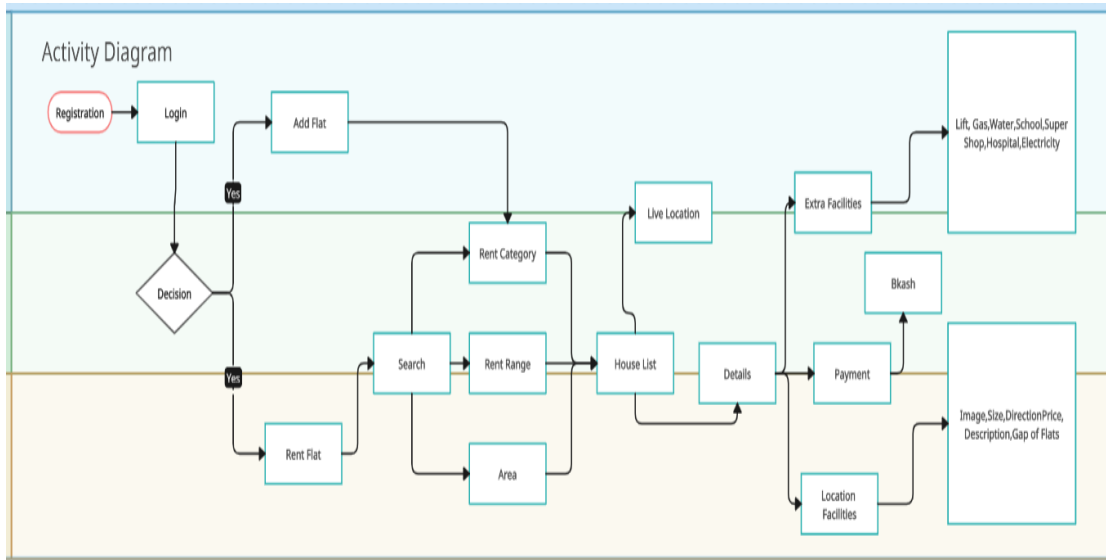 Activity Diagram
Registration
Login
Add Flat
Yes
Decision
Yes
Rent Flat
Search
Rent Category
Rent Range
Area
House List
Live Location
Details
Extra Facilities
Payment
Bkash
Location
Facilities
Lift, Gas,Water,School,Super
Shop,Hospital,Electricity
Image,Size,DirectionPrice,
Description,Gap of Flats